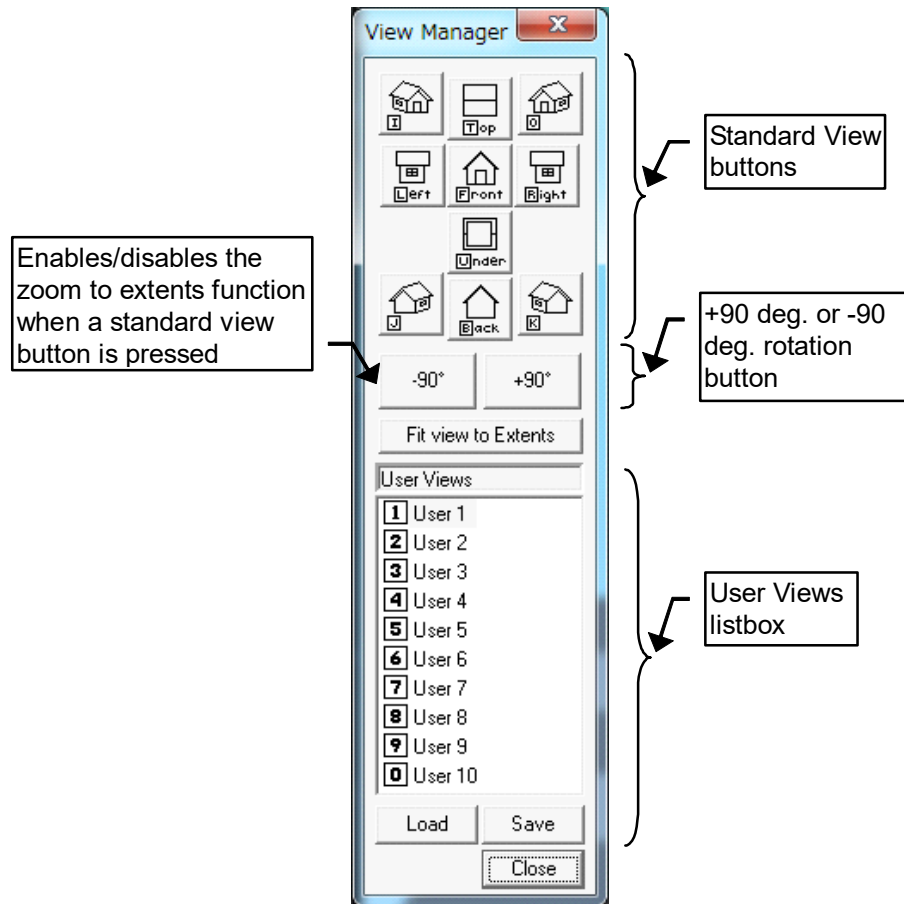 View Manager
I
Top
O
Left
Front
Right
Under
J
Back
K
-90°
+90°
Fit view to Extents
User Views
1 User 1
2 User 2
3 User 3
4 User 4
5 User 5
6 User 6
7 User 7
8 User 8
9 User 9
0 User 10
Load
Save
Close
Enables/disables the
zoom to extents function
when a standard view
button is pressed
Standard View
buttons
+90 deg. or -90
deg. rotation
button
User Views
listbox